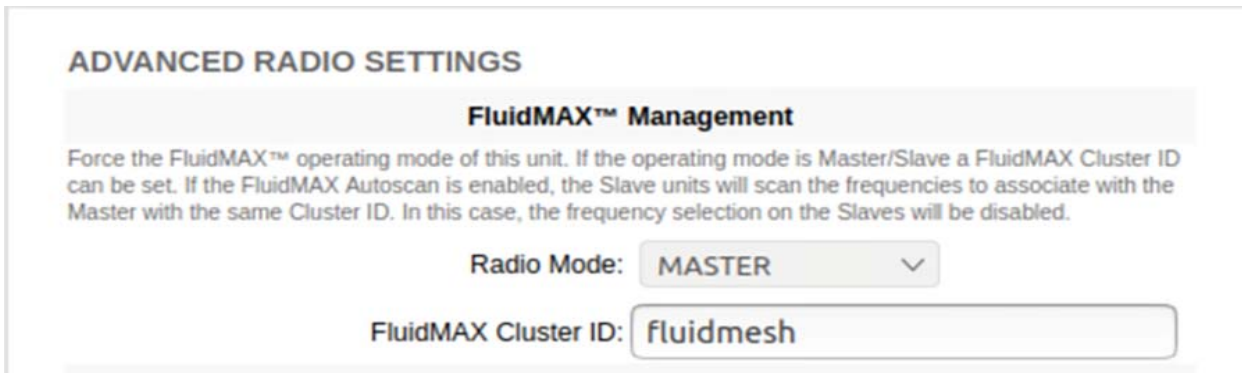 ADVANCED RADIO SETTINGS
FluidMAX™ Management
Force the FluidMAX™ operating mode of this unit. If the operating mode is Master/Slave a FluidMAX Cluster ID
can be set. If the FluidMAX Autoscan is enabled, the Slave units will scan the frequencies to associate with the
Master with the same Cluster ID. In this case, the frequency selection on the Slaves will be disabled.
Radio Mode: MASTER
FluidMAX Cluster ID: fluidmesh